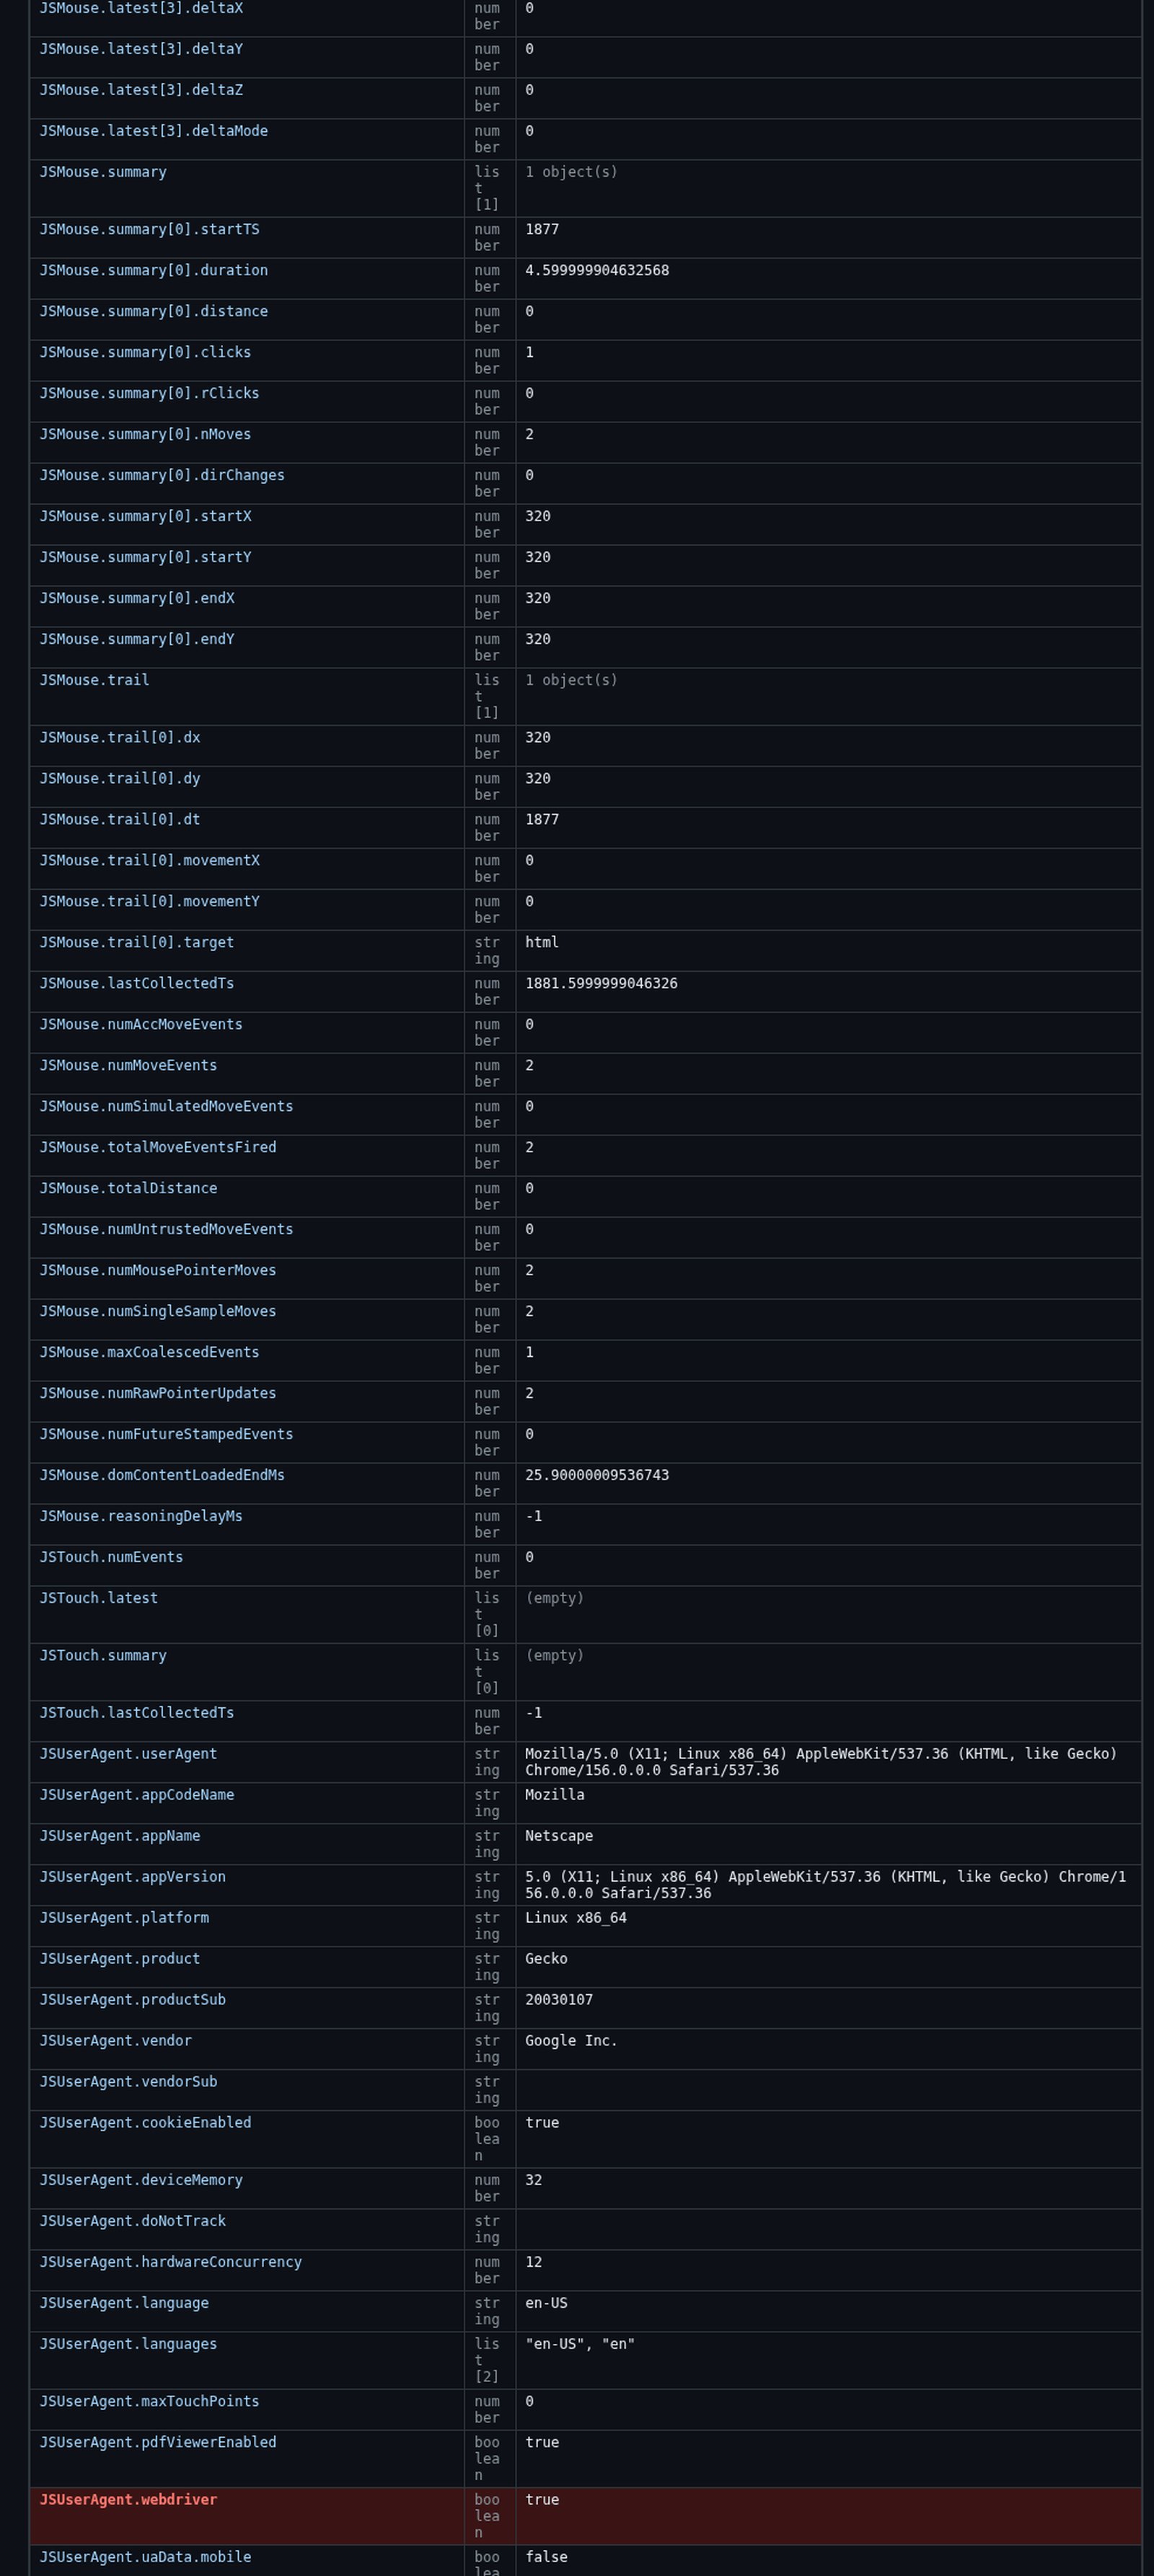 JSMouse.latest[3].deltaX num 0
ber
JSMouse.latest[3].deltaY num 0
ber
JSMouse.latest[3].deltaZ num 0
ber
JSMouse.latest[3].deltaMode num 0
ber
JSMouse.summary lis 1 object(s)
t
[1]
JSMouse.summary[0].startTS num 1877
ber
JSMouse.summary[0].duration num 4.599999904632568
ber
JSMouse.summary[0].distance num 0
ber
JSMouse.summary[0].clicks num 1
ber
JSMouse.summary[0].rClicks num 0
ber
JSMouse.summary[0].nMoves num 2
ber
JSMouse.summary[0].dirChanges num 0
ber
JSMouse.summary[0].startX num 320
ber
JSMouse.summary[0].startY num 320
ber
JSMouse.summary[0].endX num 320
ber
JSMouse.summary[0].endY num 320
ber
JSMouse.trail lis 1 object(s)
t
[1]
JSMouse.trail[0].dx num 320
ber
JSMouse.trail[0].dy num 320
ber
JSMouse.trail[0].dt num 1877
ber
JSMouse.trail[0].movementX num 0
ber
JSMouse.trail[0].movementY num 0
ber
JSMouse.trail[0].target str html
ing
JSMouse.lastCollectedTs num 1881.5999999046326
ber
JSMouse.numAccMoveEvents num 0
ber
JSMouse.numMoveEvents num 2
ber
JSMouse.numSimulatedMoveEvents num 0
ber
JSMouse.totalMoveEventsFired num 2
ber
JSMouse.totalDistance num 0
ber
JSMouse.numUntrustedMoveEvents num 0
ber
JSMouse.numMousePointerMoves num 2
ber
JSMouse.numSingleSampleMoves num 2
ber
JSMouse.maxCoalescedEvents num 1
ber
JSMouse.numRawPointerUpdates num 2
ber
JSMouse.numFutureStampedEvents num 0
ber
JSMouse.domContentLoadedEndMs num 25.90000009536743
ber
JSMouse.reasoningDelayMs num -1
ber
JSTouch.numEvents num 0
ber
JSTouch.latest lis (empty)
t
[0]
JSTouch.summary lis (empty)
t
[0]
JSTouch.lastCollectedTs num -1
ber
JSUserAgent.userAgent str Mozilla/5.0 (X11; Linux x86_64) AppleWebKit/537.36 (KHTML, like Gecko)
ing Chrome/156.0.0.0 Safari/537.36
JSUserAgent.appCodeName str Mozilla
ing
JSUserAgent.appName str Netscape
ing
JSUserAgent.appVersion str 5.0 (X11; Linux x86_64) AppleWebKit/537.36 (KHTML, like Gecko) Chrome/1
ing 56.0.0.0 Safari/537.36
JSUserAgent.platform str Linux x86_64
ing
JSUserAgent.product str Gecko
ing
JSUserAgent.productSub str 20030107
ing
JSUserAgent.vendor str Google Inc.
ing
JSUserAgent.vendorSub str
ing
JSUserAgent.cookieEnabled boo true
lea
n
JSUserAgent.deviceMemory num 32
ber
JSUserAgent.doNotTrack str
ing
JSUserAgent.hardwareConcurrency num 12
ber
JSUserAgent.language str en-US
ing
JSUserAgent.languages lis "en-US", "en"
t
[2]
JSUserAgent.maxTouchPoints num 0
ber
JSUserAgent.pdfViewerEnabled boo true
lea
n
JSUserAgent.webdriver boo true
lea
n
JSUserAgent.uaData.mobile boo false
lea